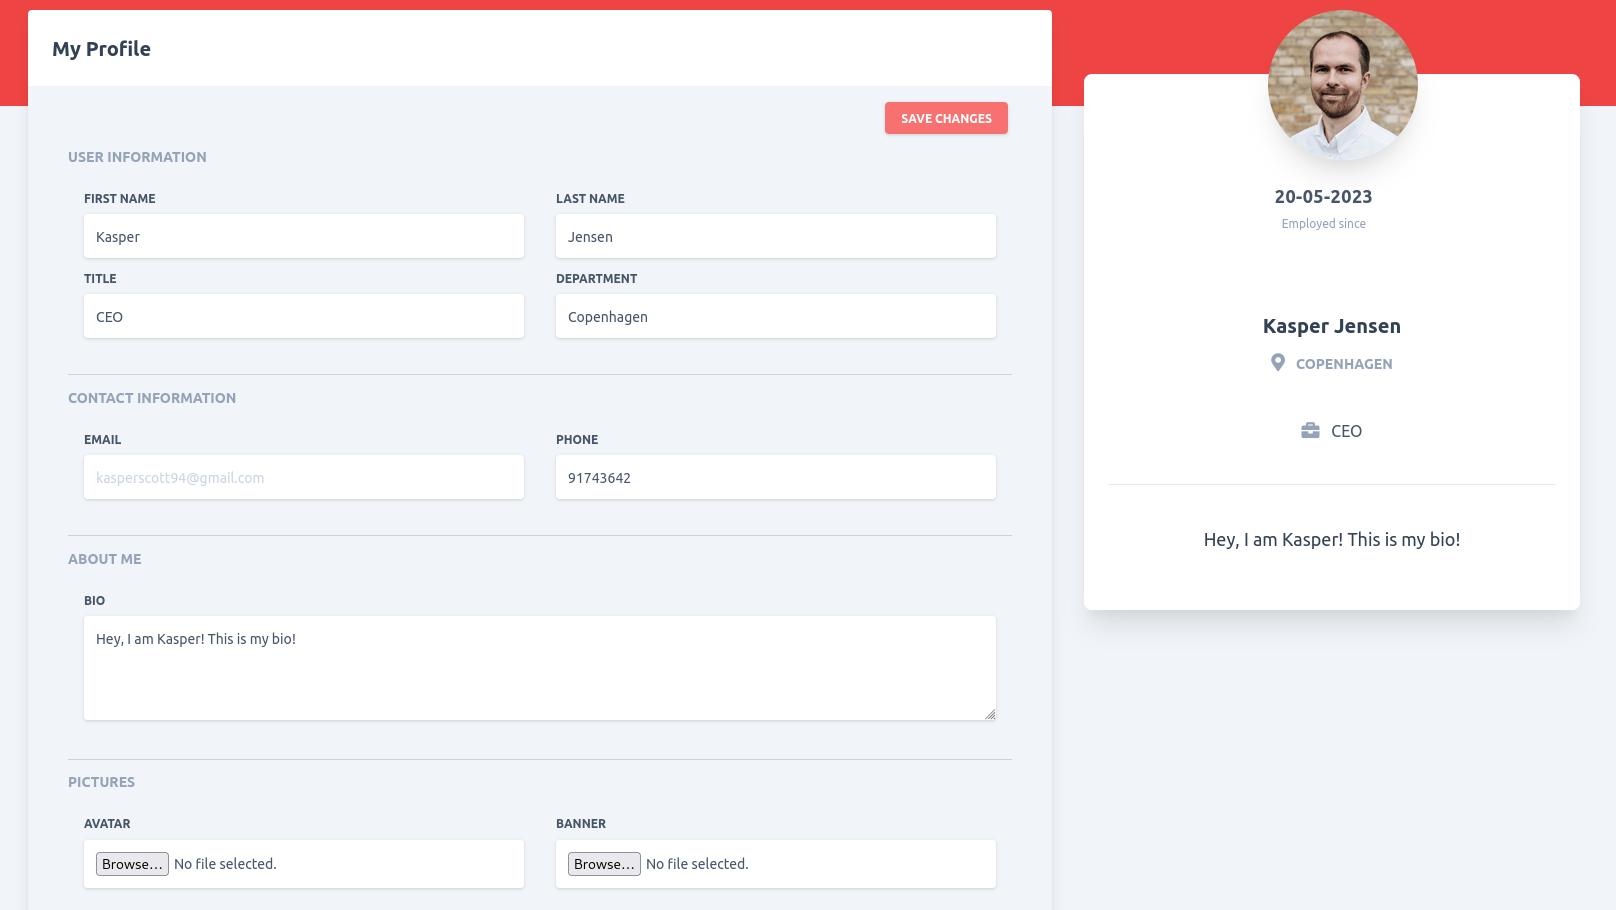 My Profile
SAVE CHANGES
USER INFORMATION
FIRST NAME
Kasper
LAST NAME
Jensen
TITLE
CEO
DEPARTMENT
Copenhagen
CONTACT INFORMATION
EMAIL
kasperscott94@gmail.com
PHONE
91743642
ABOUT ME
BIO
Hey, I am Kasper! This is my bio!
PICTURES
AVATAR
Browse... No file selected.
BANNER
Browse... No file selected.
20-05-2023
Employed since
Kasper Jensen
COPENHAGEN
CEO
Hey, I am Kasper! This is my bio!